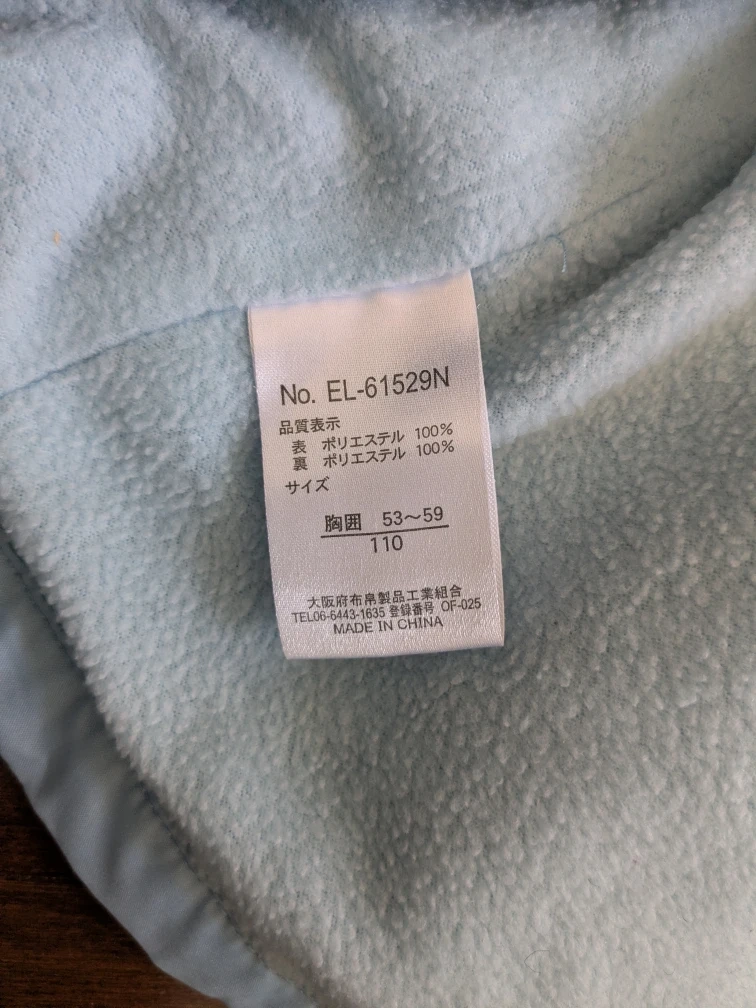 No. EL-61529N
品質表示
表 ポリエステル 100%
裏 ポリエステル 100%
サイズ
胸囲 53〜59
110
大阪府布帛製品工業組合
TEL06-6443-1635 登録番号 OF-025
MADE IN CHINA